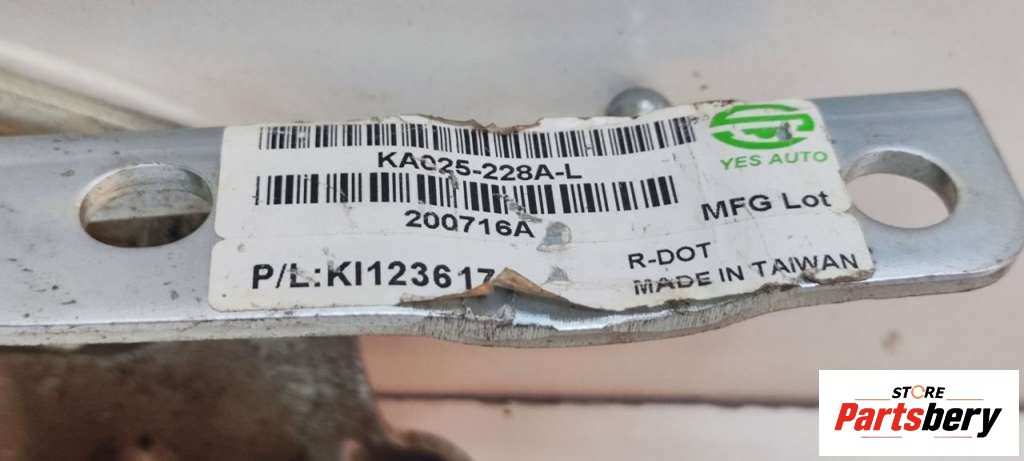 KA025-228A-L
YES AUTO
200716A
MFG Lot
P/L:KI123617
R-DOT
MADE IN TAIWAN
STORE
Partsbery